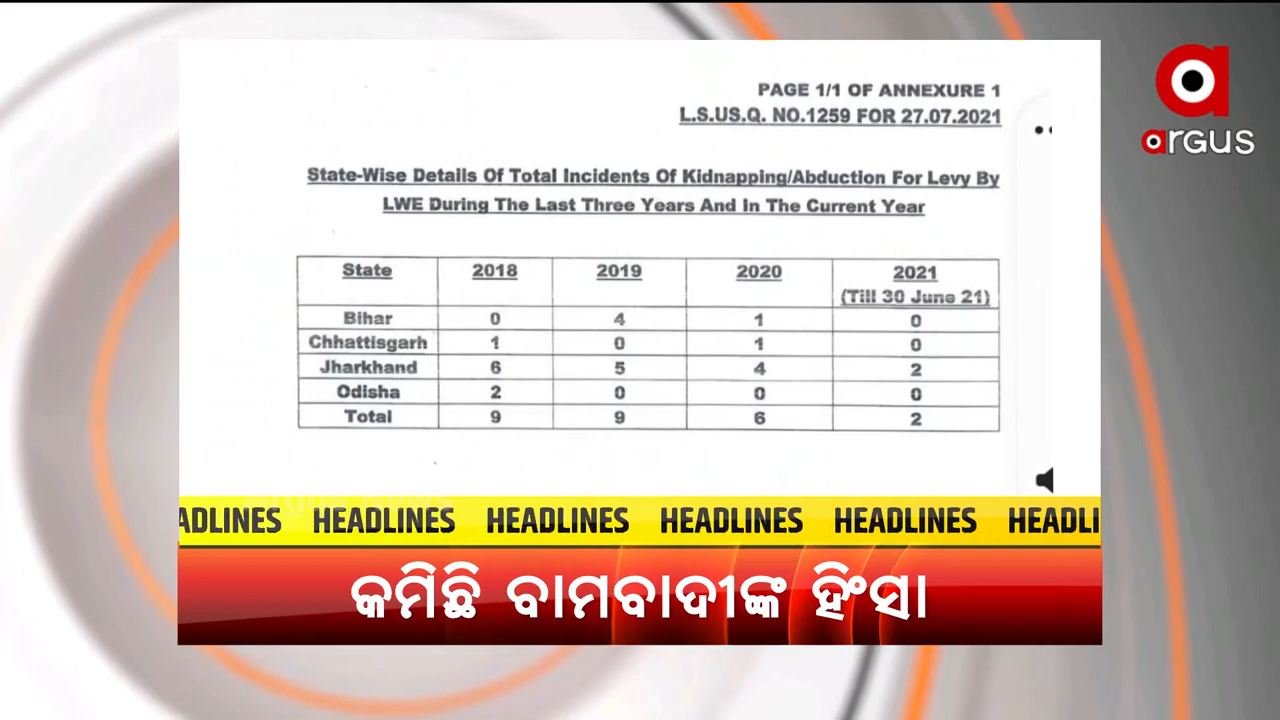 PAGE 1/1 OF ANNEXURE 1
L.S.US.Q. NO.1259 FOR 27.07.2021
argus
State-Wise Details Of Total Incidents Of Kidnapping/Abduction For Levy By
LWE During The Last Three Years And In The Current Year
State 2018 2019 2020 2021
(Till 30 June 21)
Bihar 0 4 1 0
Chhattisgarh 1 0 1 0
Jharkhand 6 5 4 2
Odisha 2 0 0 0
Total 9 9 6 2
ADLINES HEADLINES HEADLINES HEADLINES HEADLINES HEADLI
କମିଛି ବାମବାଦୀଙ୍କ ହିଂସା